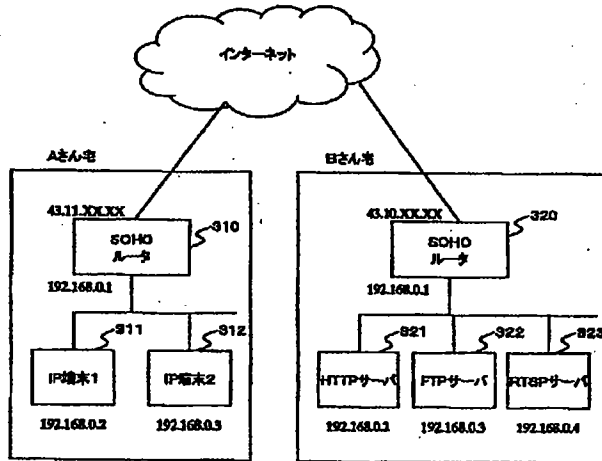 インターネット
Aさん宅
Bさん宅
43.11.XX.XX
310
SOHO
ルータ
192.168.0.1
43.10.XX.XX
320
SOHO
ルータ
192.168.0.1
311
312
IP端末1
IP端末2
192.168.0.2
192.168.0.3
321
322
323
HTTPサーバ
FTPサーバ
RTSPサーバ
192.168.0.2
192.168.0.3
192.168.0.4